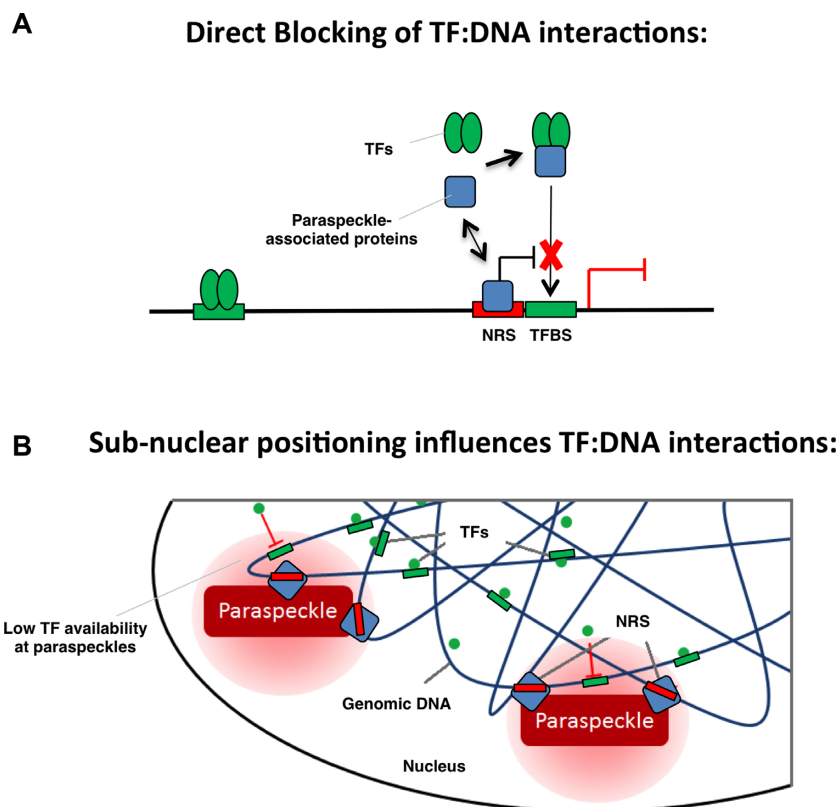 A
Direct Blocking of TF:DNA interactions:
TFs
Paraspeckle-
associated proteins
NRS
TFBS
B
Sub-nuclear positioning influences TF:DNA interactions:
TFs
Paraspeckle
NRS
Low TF availability
at paraspeckles
Genomic DNA
Paraspeckle
Nucleus